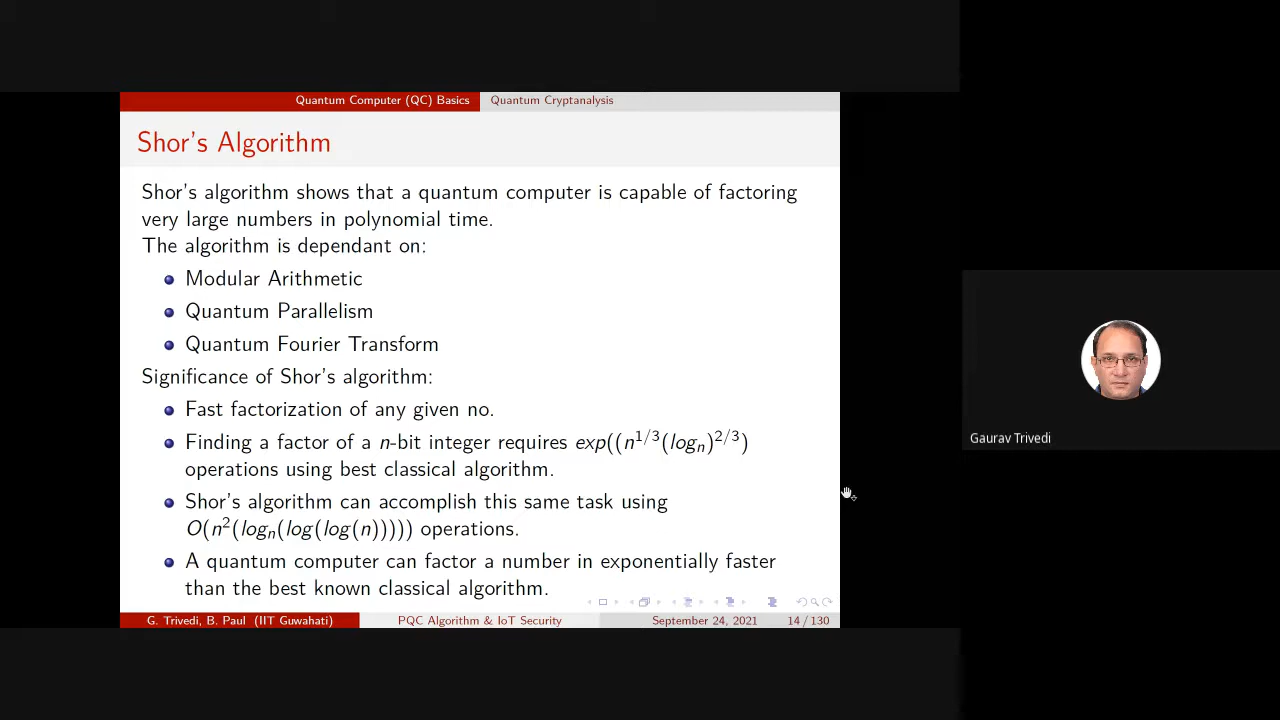 Quantum Computer (QC) Basics Quantum Cryptanalysis
Shor's Algorithm
Shor's algorithm shows that a quantum computer is capable of factoring
very large numbers in polynomial time.
The algorithm is dependant on:
Modular Arithmetic
Quantum Parallelism
Quantum Fourier Transform
Significance of Shor's algorithm:
Fast factorization of any given no.
Finding a factor of a n-bit integer requires exp((n^{1/3}(log_n)^{2/3})
operations using best classical algorithm.
Shor's algorithm can accomplish this same task using
O(n^2(log_n(log(log(n))))) operations.
A quantum computer can factor a number in exponentially faster
than the best known classical algorithm.
G. Trivedi, B. Paul (IIT Guwahati) PQC Algorithm & IoT Security September 24, 2021 14 / 130
Gaurav Trivedi